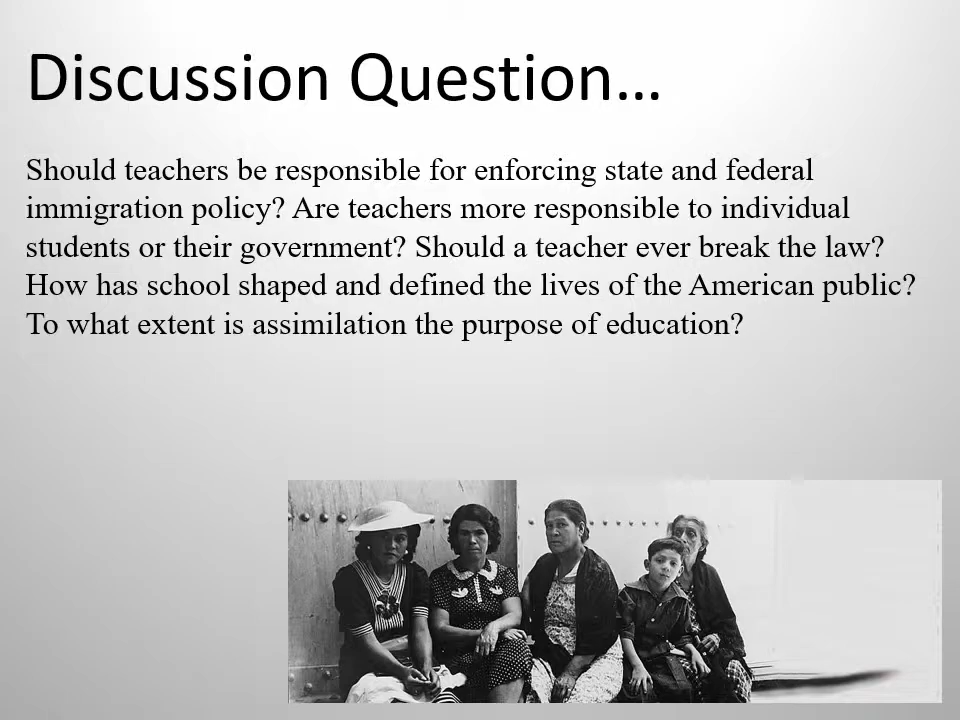 Discussion Question…
Should teachers be responsible for enforcing state and federal
immigration policy? Are teachers more responsible to individual
students or their government? Should a teacher ever break the law?
How has school shaped and defined the lives of the American public?
To what extent is assimilation the purpose of education?